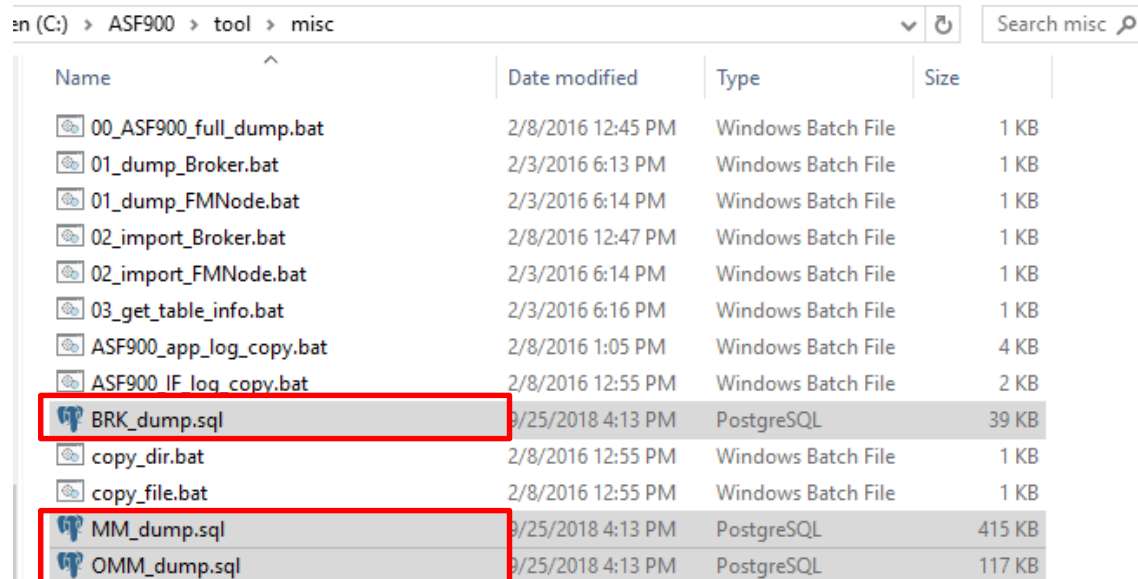 en (C:) > ASF900 > tool > misc Search misc
Name Date modified Type Size
00_ASF900_full_dump.bat 2/8/2016 12:45 PM Windows Batch File 1 KB
01_dump_Broker.bat 2/3/2016 6:13 PM Windows Batch File 1 KB
01_dump_FMNode.bat 2/3/2016 6:14 PM Windows Batch File 1 KB
02_import_Broker.bat 2/8/2016 12:47 PM Windows Batch File 1 KB
02_import_FMNode.bat 2/3/2016 6:14 PM Windows Batch File 1 KB
03_get_table_info.bat 2/3/2016 6:16 PM Windows Batch File 1 KB
ASF900_app_log_copy.bat 2/8/2016 1:05 PM Windows Batch File 4 KB
ASF900_IF_log_copy.bat 2/8/2016 12:55 PM Windows Batch File 2 KB
BRK_dump.sql 9/25/2018 4:13 PM PostgreSQL 39 KB
copy_dir.bat 2/8/2016 12:55 PM Windows Batch File 1 KB
copy_file.bat 2/8/2016 12:55 PM Windows Batch File 1 KB
MM_dump.sql 9/25/2018 4:13 PM PostgreSQL 415 KB
OMM_dump.sql 9/25/2018 4:13 PM PostgreSQL 117 KB